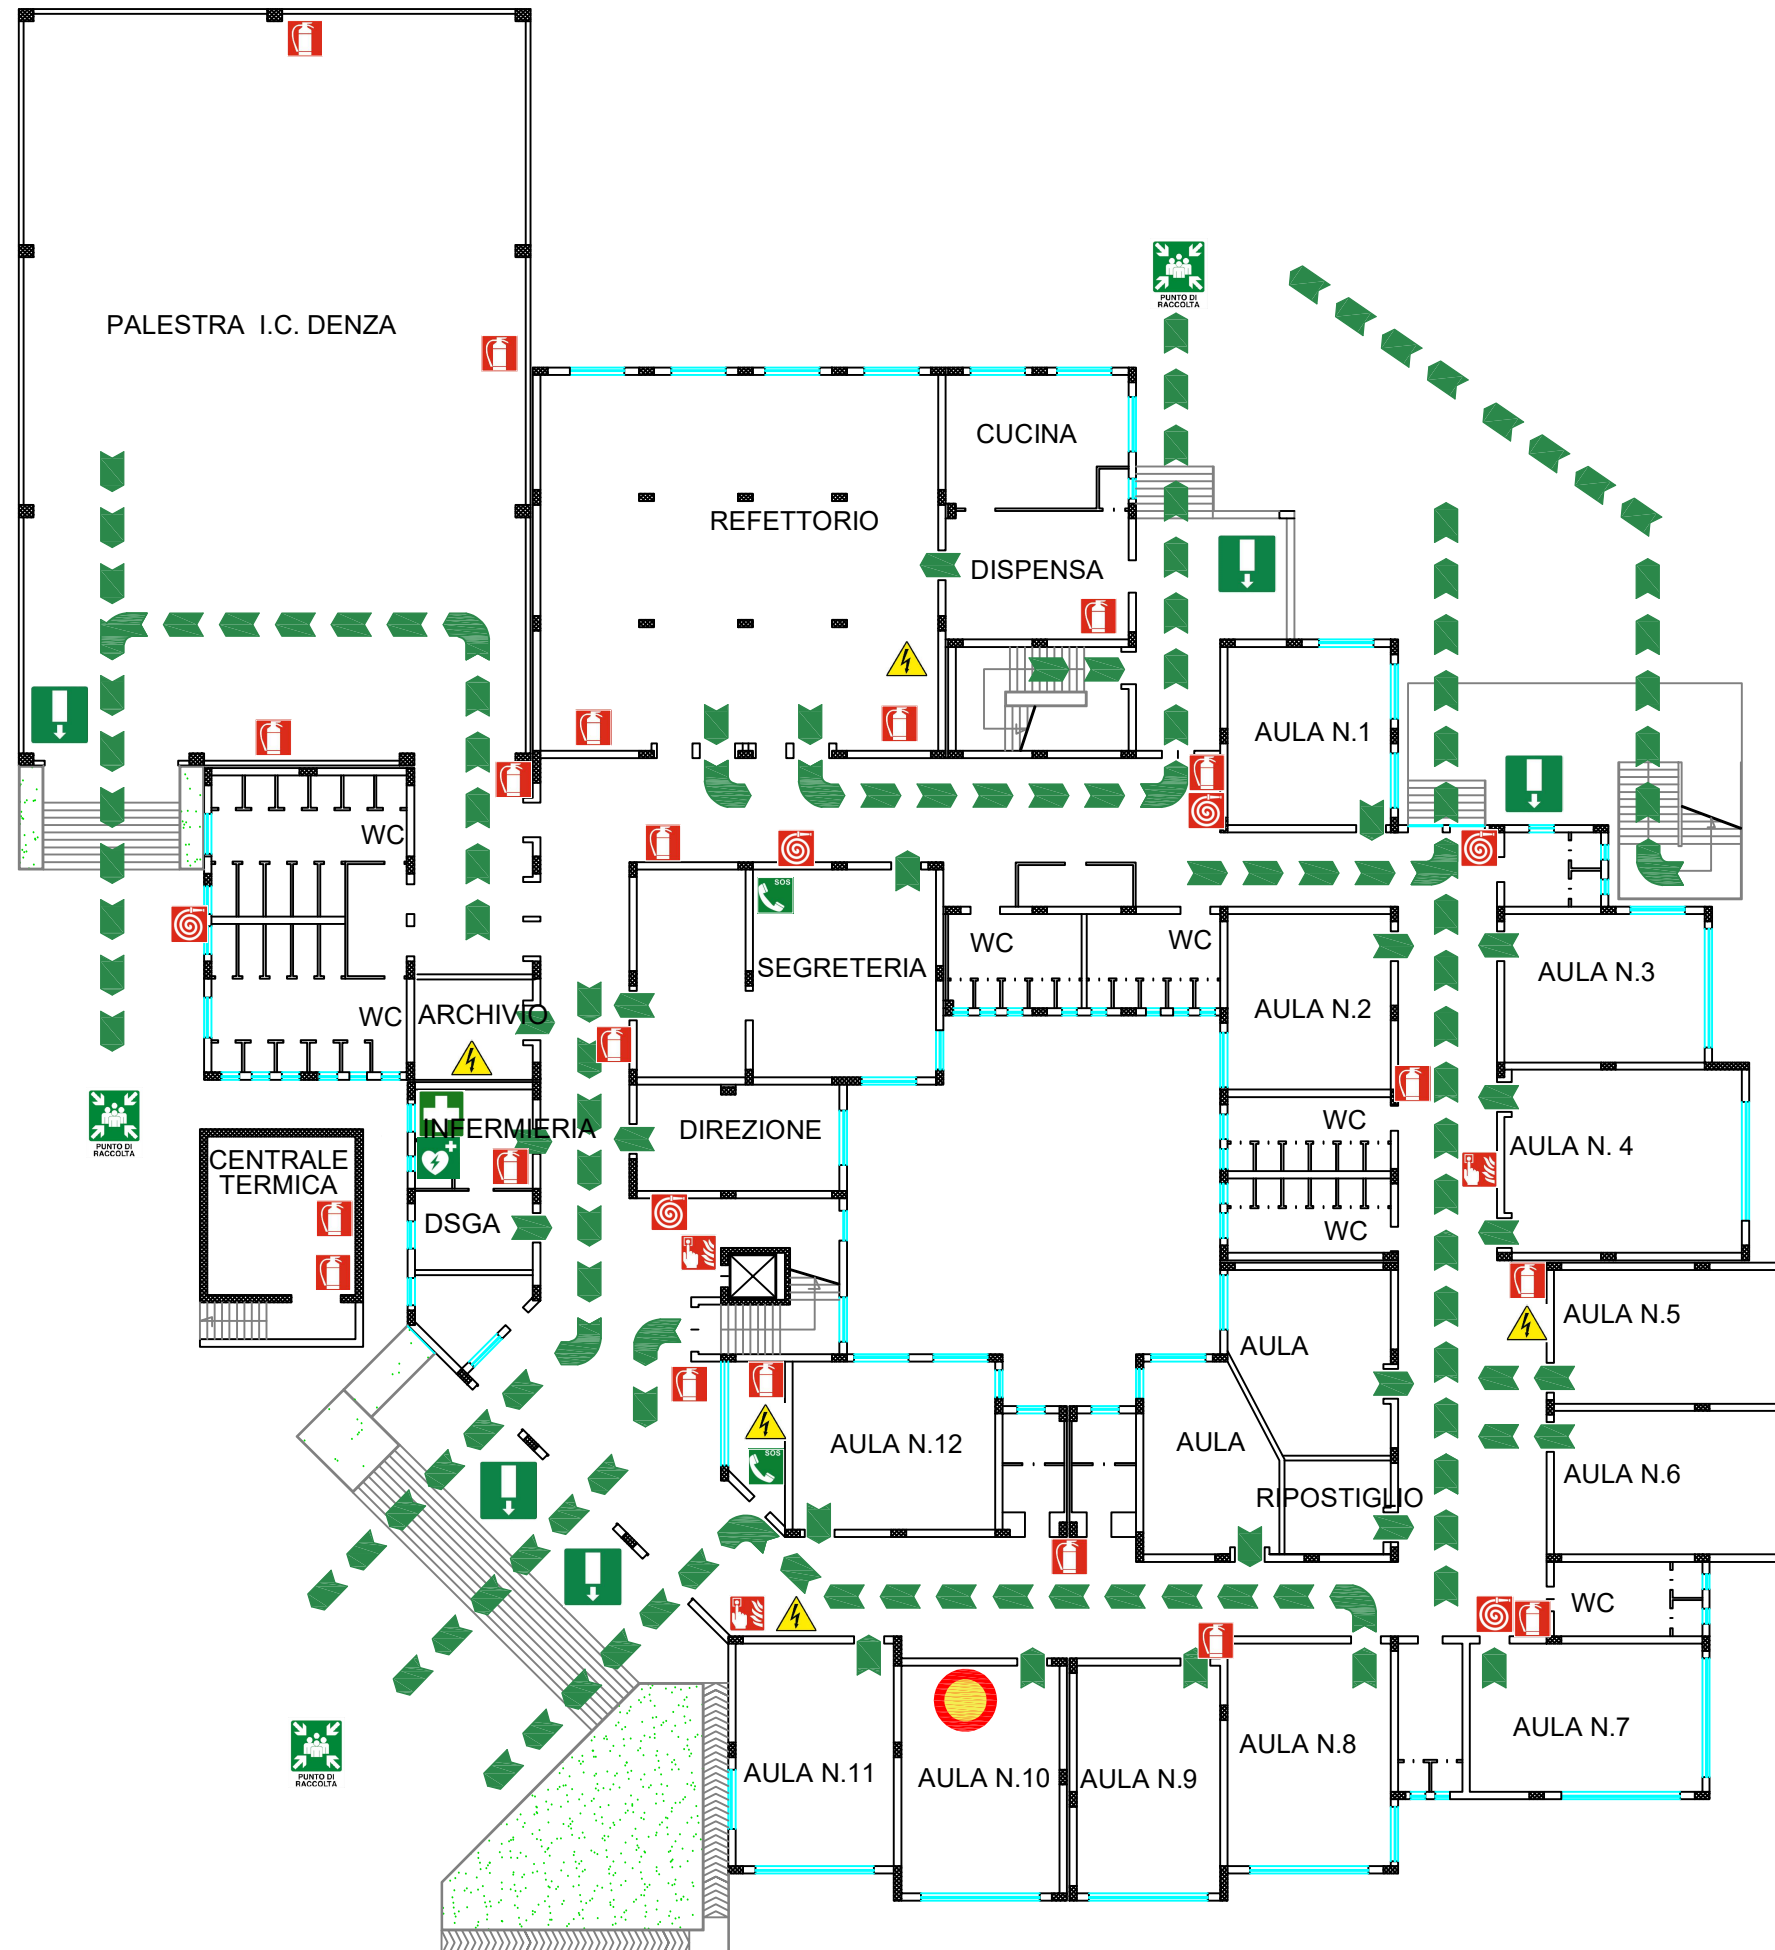 PUNTO DI
RACCOLTA
PALESTRA I.C. DENZA
CUCINA
REFETTORIO
DISPENSA
AULA N.1
WC
SOS
WC
WC
SEGRETERIA
AULA N.3
WC
ARCHIVIO
AULA N.2
PUNTO DI
RACCOLTA
INFERMIERIA
DIREZIONE
WC
AULA N. 4
CENTRALE
TERMICA
DSGA
WC
AULA N.5
AULA
AULA N.12
AULA
SOS
AULA N.6
RIPOSTIGLIO
WC
AULA N.7
PUNTO DI
RACCOLTA
AULA N.11
AULA N.10
AULA N.9
AULA N.8